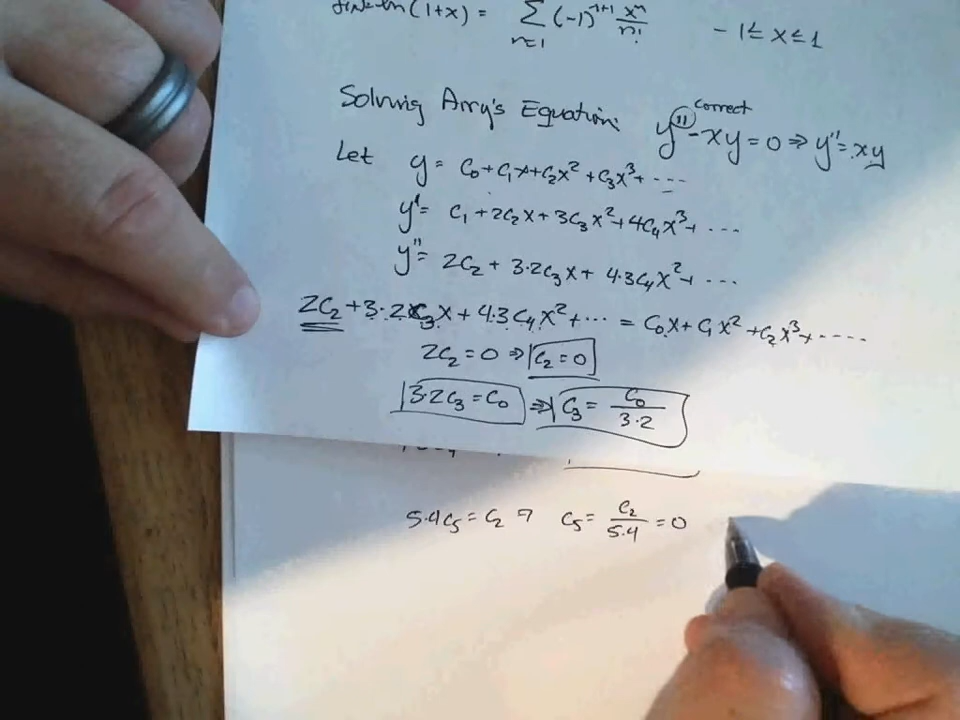 ln(1+x) = ∑ n=1 (-1)ⁿ⁺¹ xⁿ/n! -1 ≤ x ≤ 1
Solving Airy's Equation: correct y'' - xy = 0 ⇒ y'' = xy
Let y = C₀+C₁x+C₂x²+C₃x³+ ---
y' = C₁ + 2C₂x + 3C₃x² + 4C₄x³+ ---
y'' = 2C₂ + 3·2C₃x + 4·3C₄x²+ ---
2C₂ + 3·2C₃x + 4·3C₄x² + ··· = C₀x + C₁x² + C₂x³+ ----
2C₂ = 0 ⇒ C₂ = 0
3·2C₃ = C₀ ⇒ C₃ = C₀/3·2
5·4C₅ = C₂ ⇒ C₅ = C₂/5·4 = 0